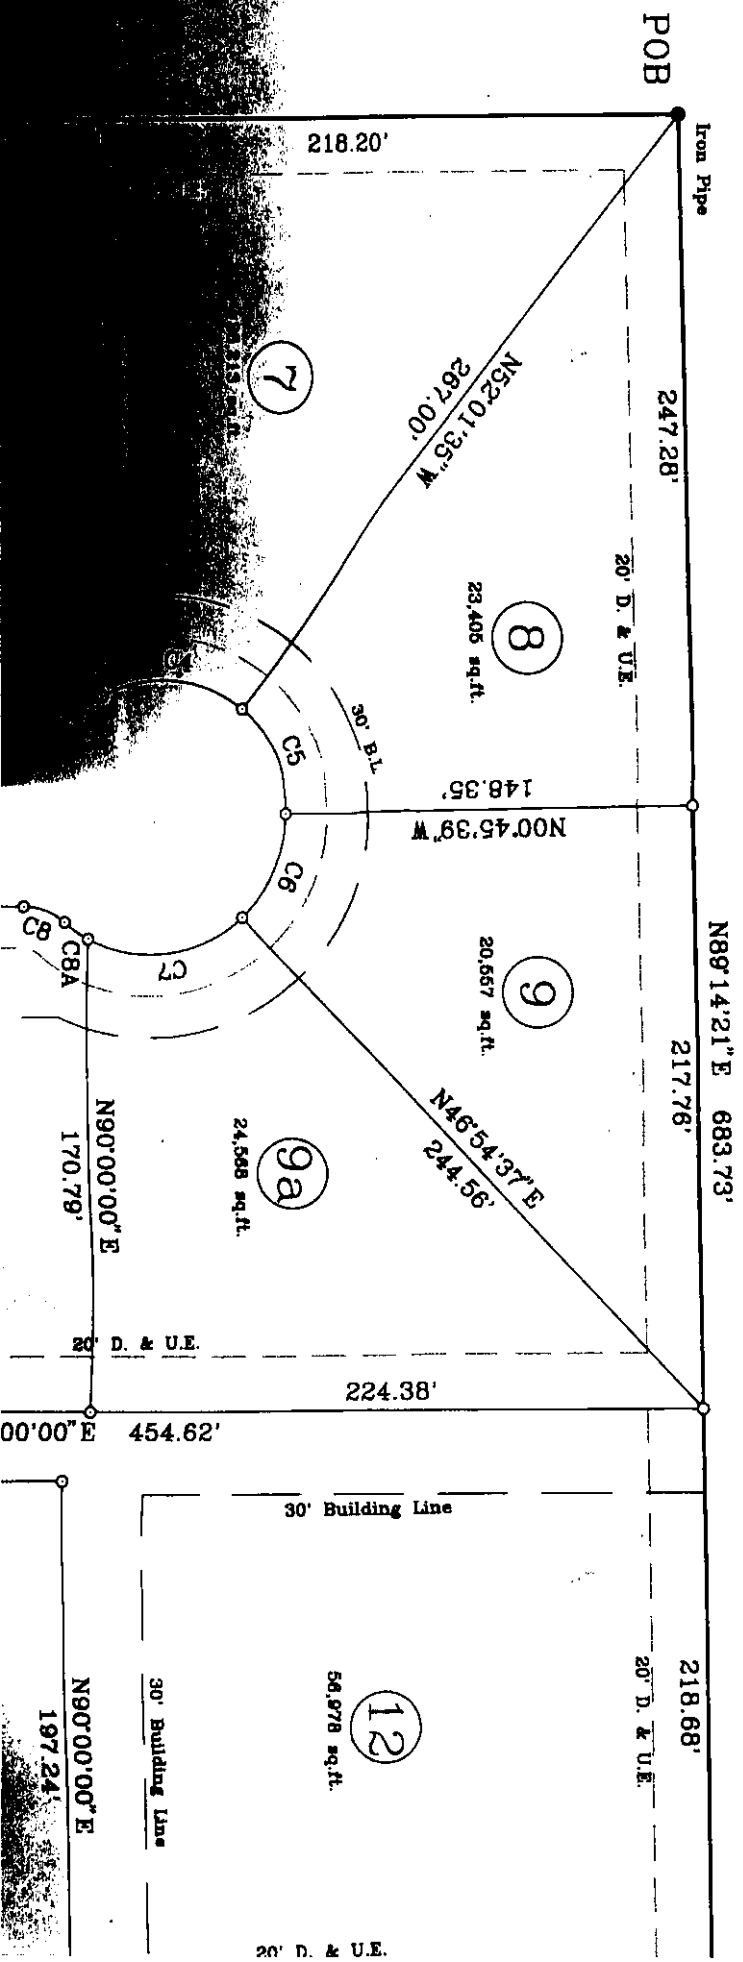 POB
Iron Pipe
218.20'
247.28'
N89°14'21"E 683.73'
217.76'
218.68'
20' D. & U.E.
N52°01'35"W
267.00'
7
8
23,405 sq.ft.
30' B.L
148.35'
N00°45'39"W
C5
C6
C7
C8
C8A
9
20,557 sq.ft.
N46°54'37"E
244.56'
9a
24,568 sq.ft.
N90°00'00"E
170.79'
20' D. & U.E.
224.38'
00'00"E 454.62'
30' Building Line
20' D. & U.E.
12
56,978 sq.ft.
30' Building Line
N90°00'00"E
197.24'
20' D. & U.E.